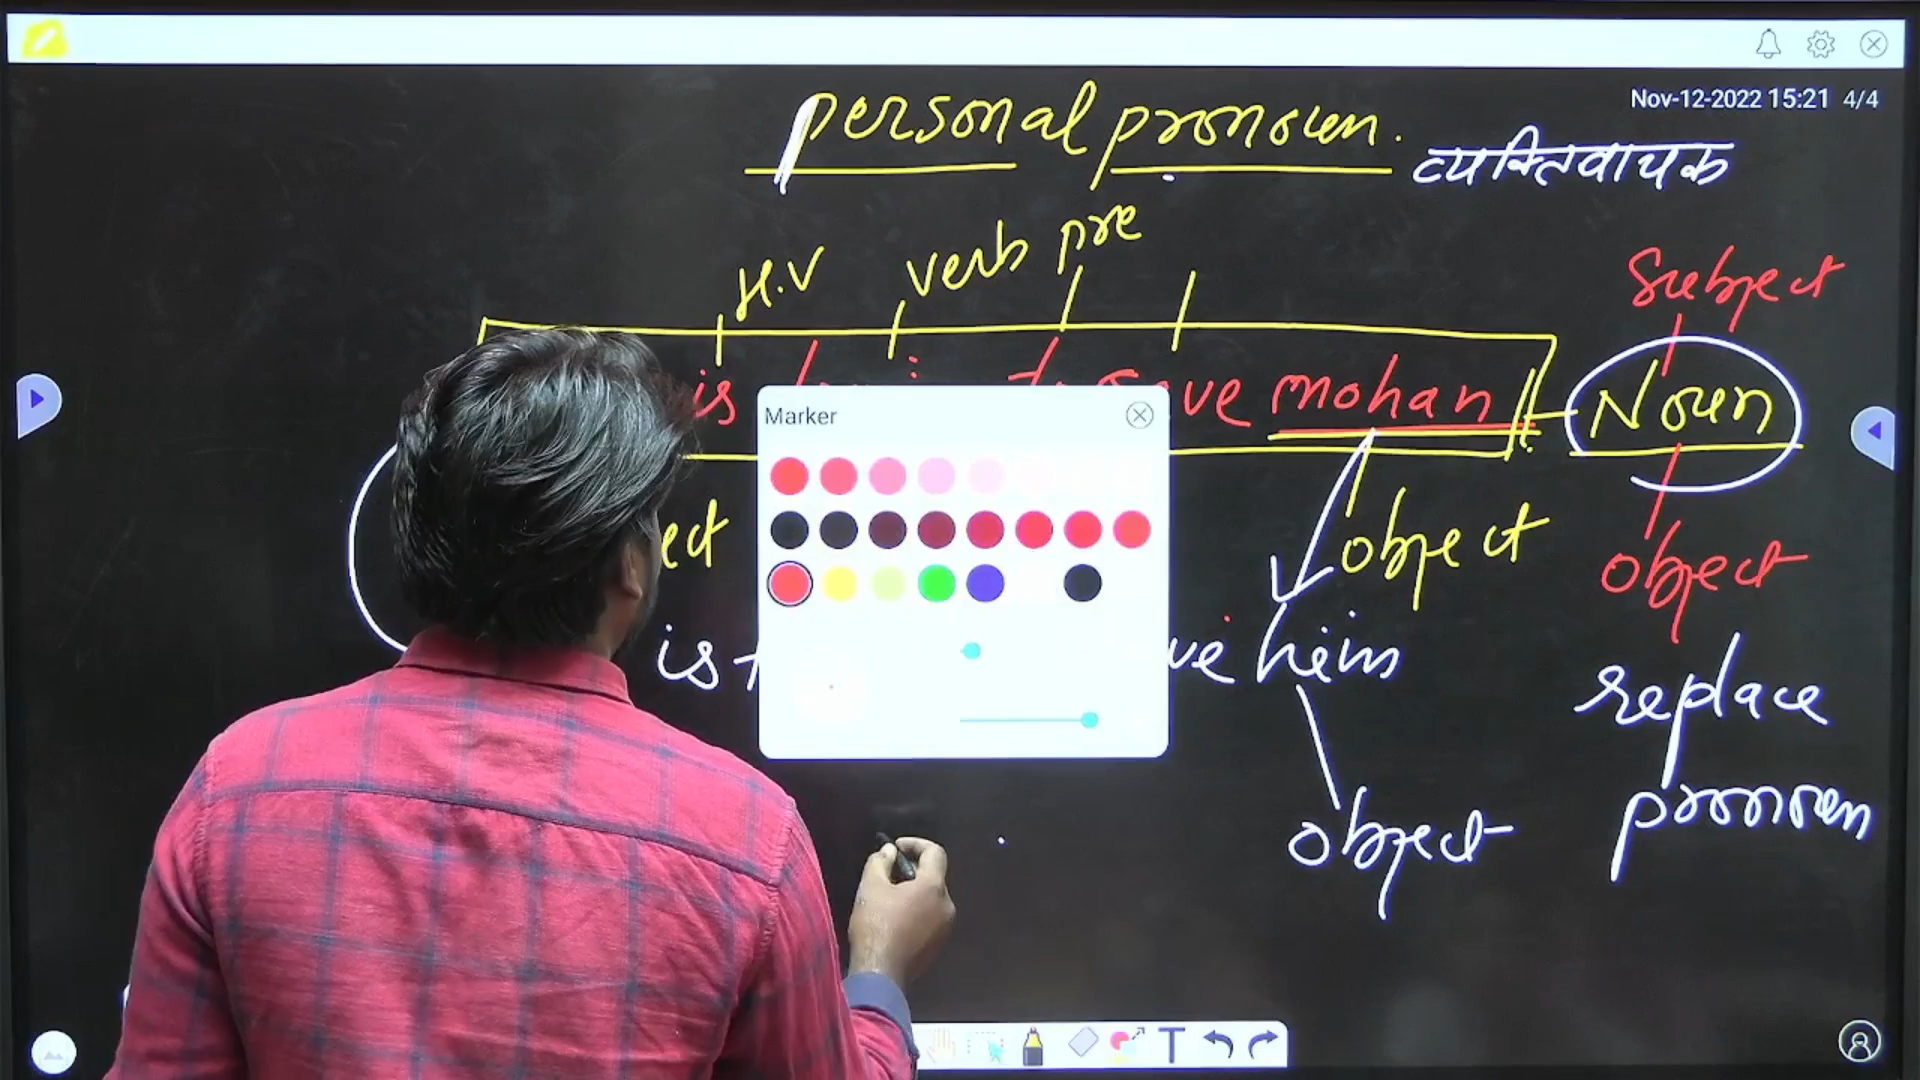 Nov-12-2022 15:21 4/4
personal pronoun.
व्यक्तिवाचक
H.V verb pre
Subject
is ve mohan Noun
Marker
ect object object
is ve him replace
object pronoun
T